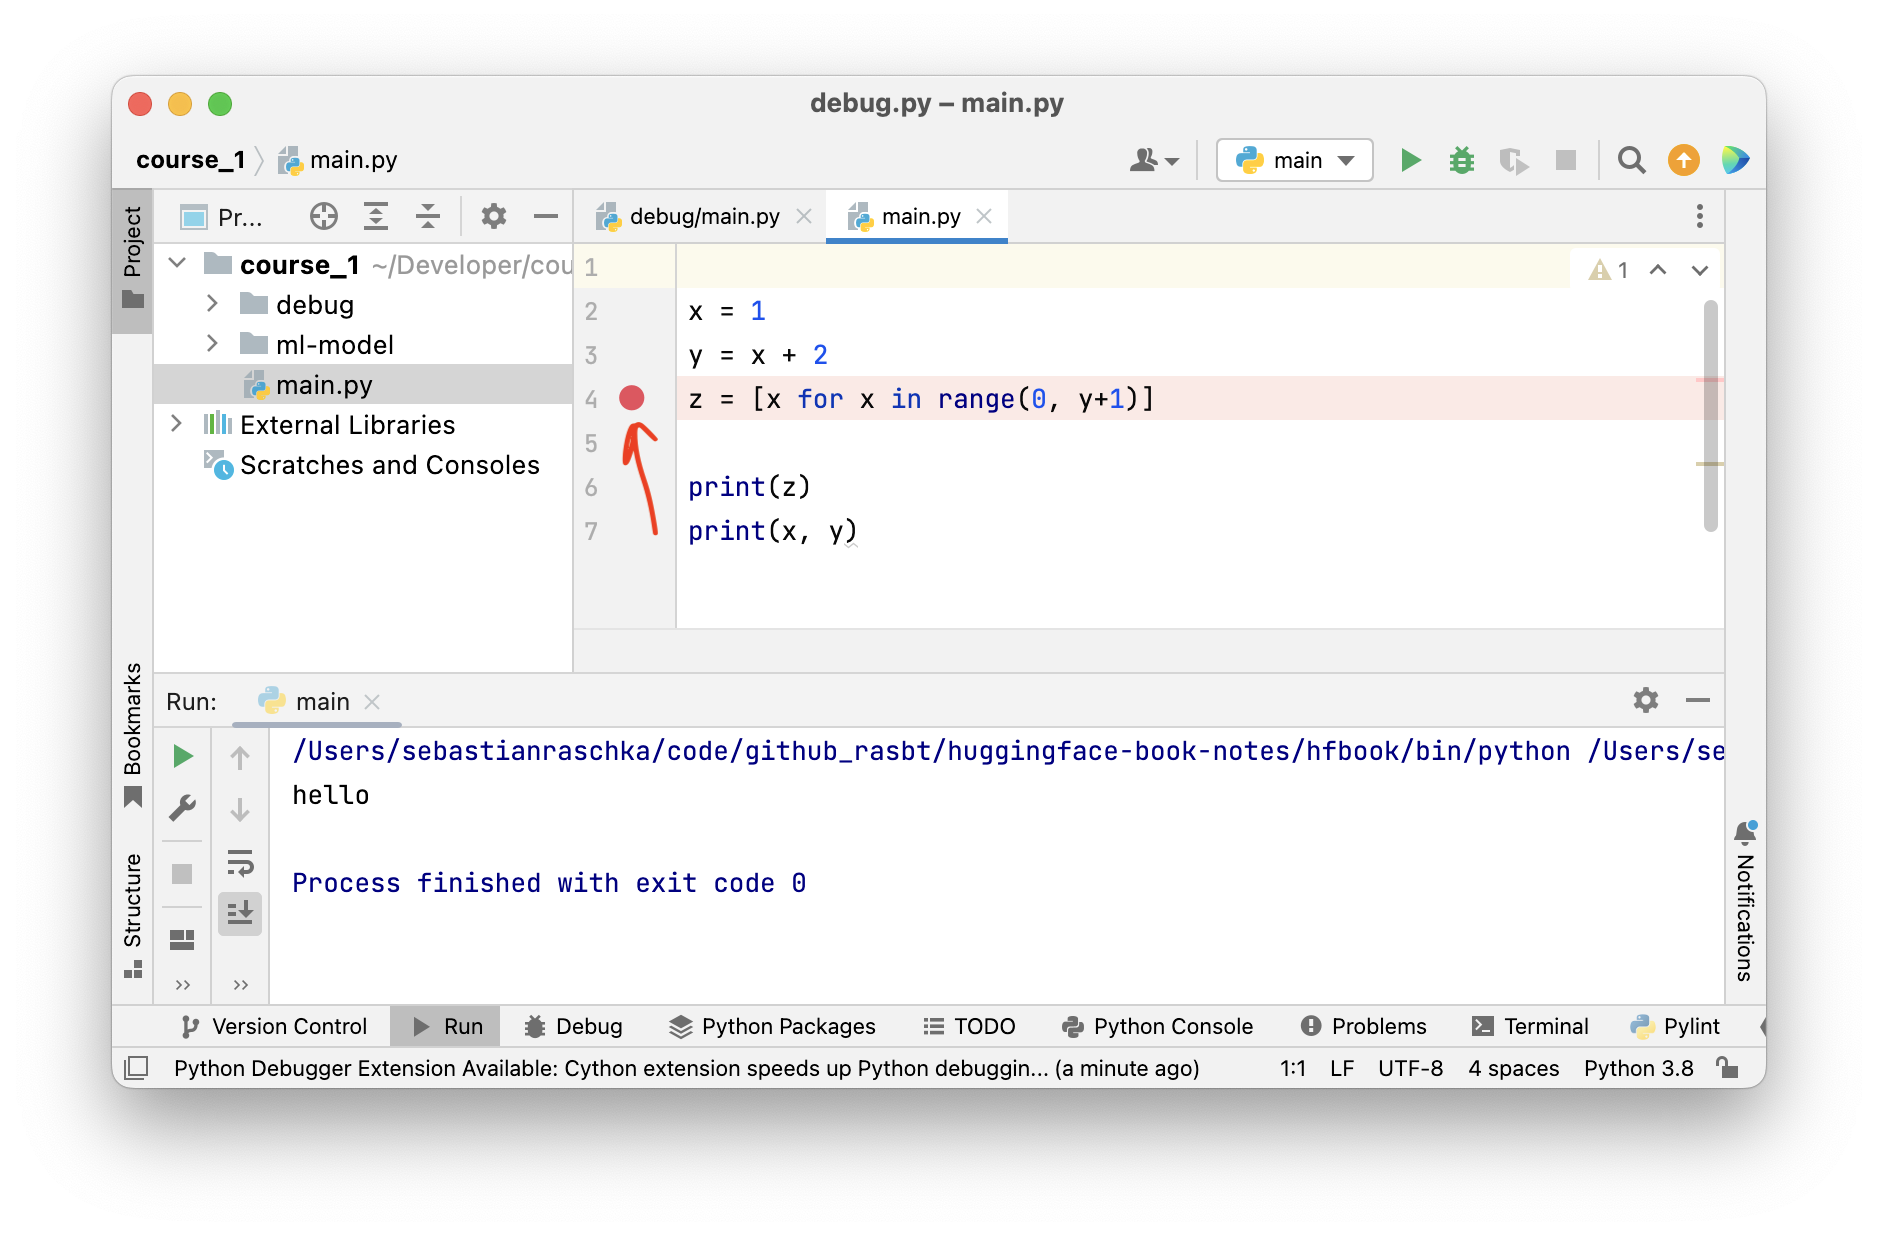 debug.py – main.py
course_1 main.py
main
Project
Pr...
debug/main.py
main.py
course_1 ~/Developer/cou
debug
ml-model
main.py
External Libraries
Scratches and Consoles
1
2 x = 1
3 y = x + 2
4 z = [x for x in range(0, y+1)]
5
6 print(z)
7 print(x, y)
1
Bookmarks
Structure
Notifications
Run: main
/Users/sebastianraschka/code/github_rasbt/huggingface-book-notes/hfbook/bin/python /Users/se
hello
Process finished with exit code 0
Version Control Run Debug Python Packages TODO Python Console Problems Terminal Pylint
Python Debugger Extension Available: Cython extension speeds up Python debuggin... (a minute ago) 1:1 LF UTF-8 4 spaces Python 3.8